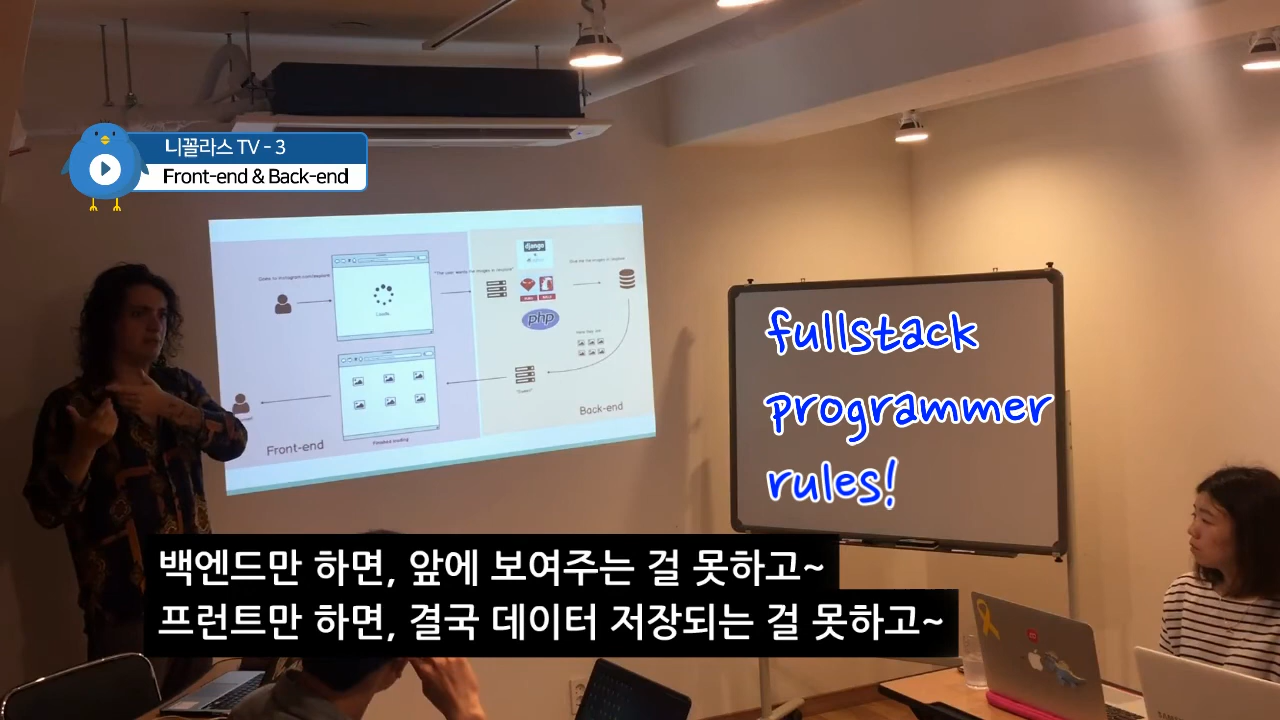 니꼴라스 TV - 3
Front-end & Back-end
django
php
Front-end
Back-end
Finished loading
fullstack
programmer
rules!
백엔드만 하면, 앞에 보여주는 걸 못하고~
프런트만 하면, 결국 데이터 저장되는 걸 못하고~